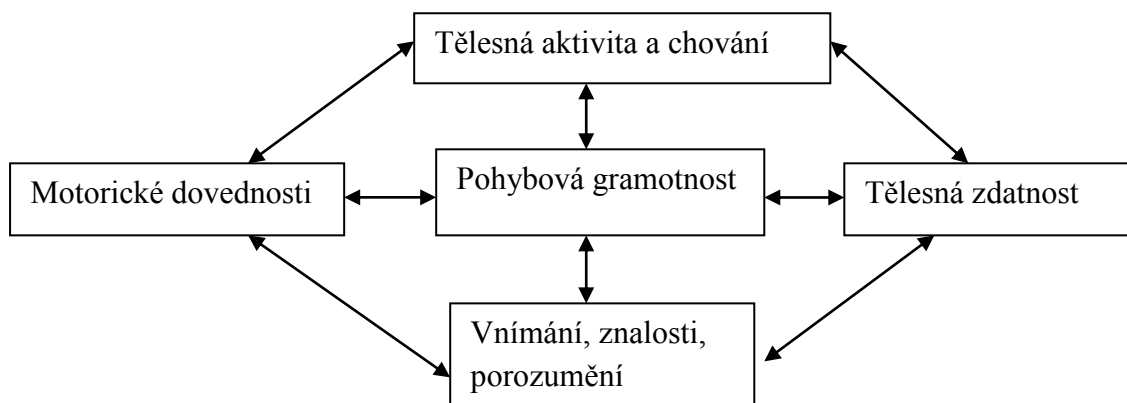 Tělesná aktivita a chování
Motorické dovednosti
Pohybová gramotnost
Tělesná zdatnost
Vnímání, znalosti,
porozumění